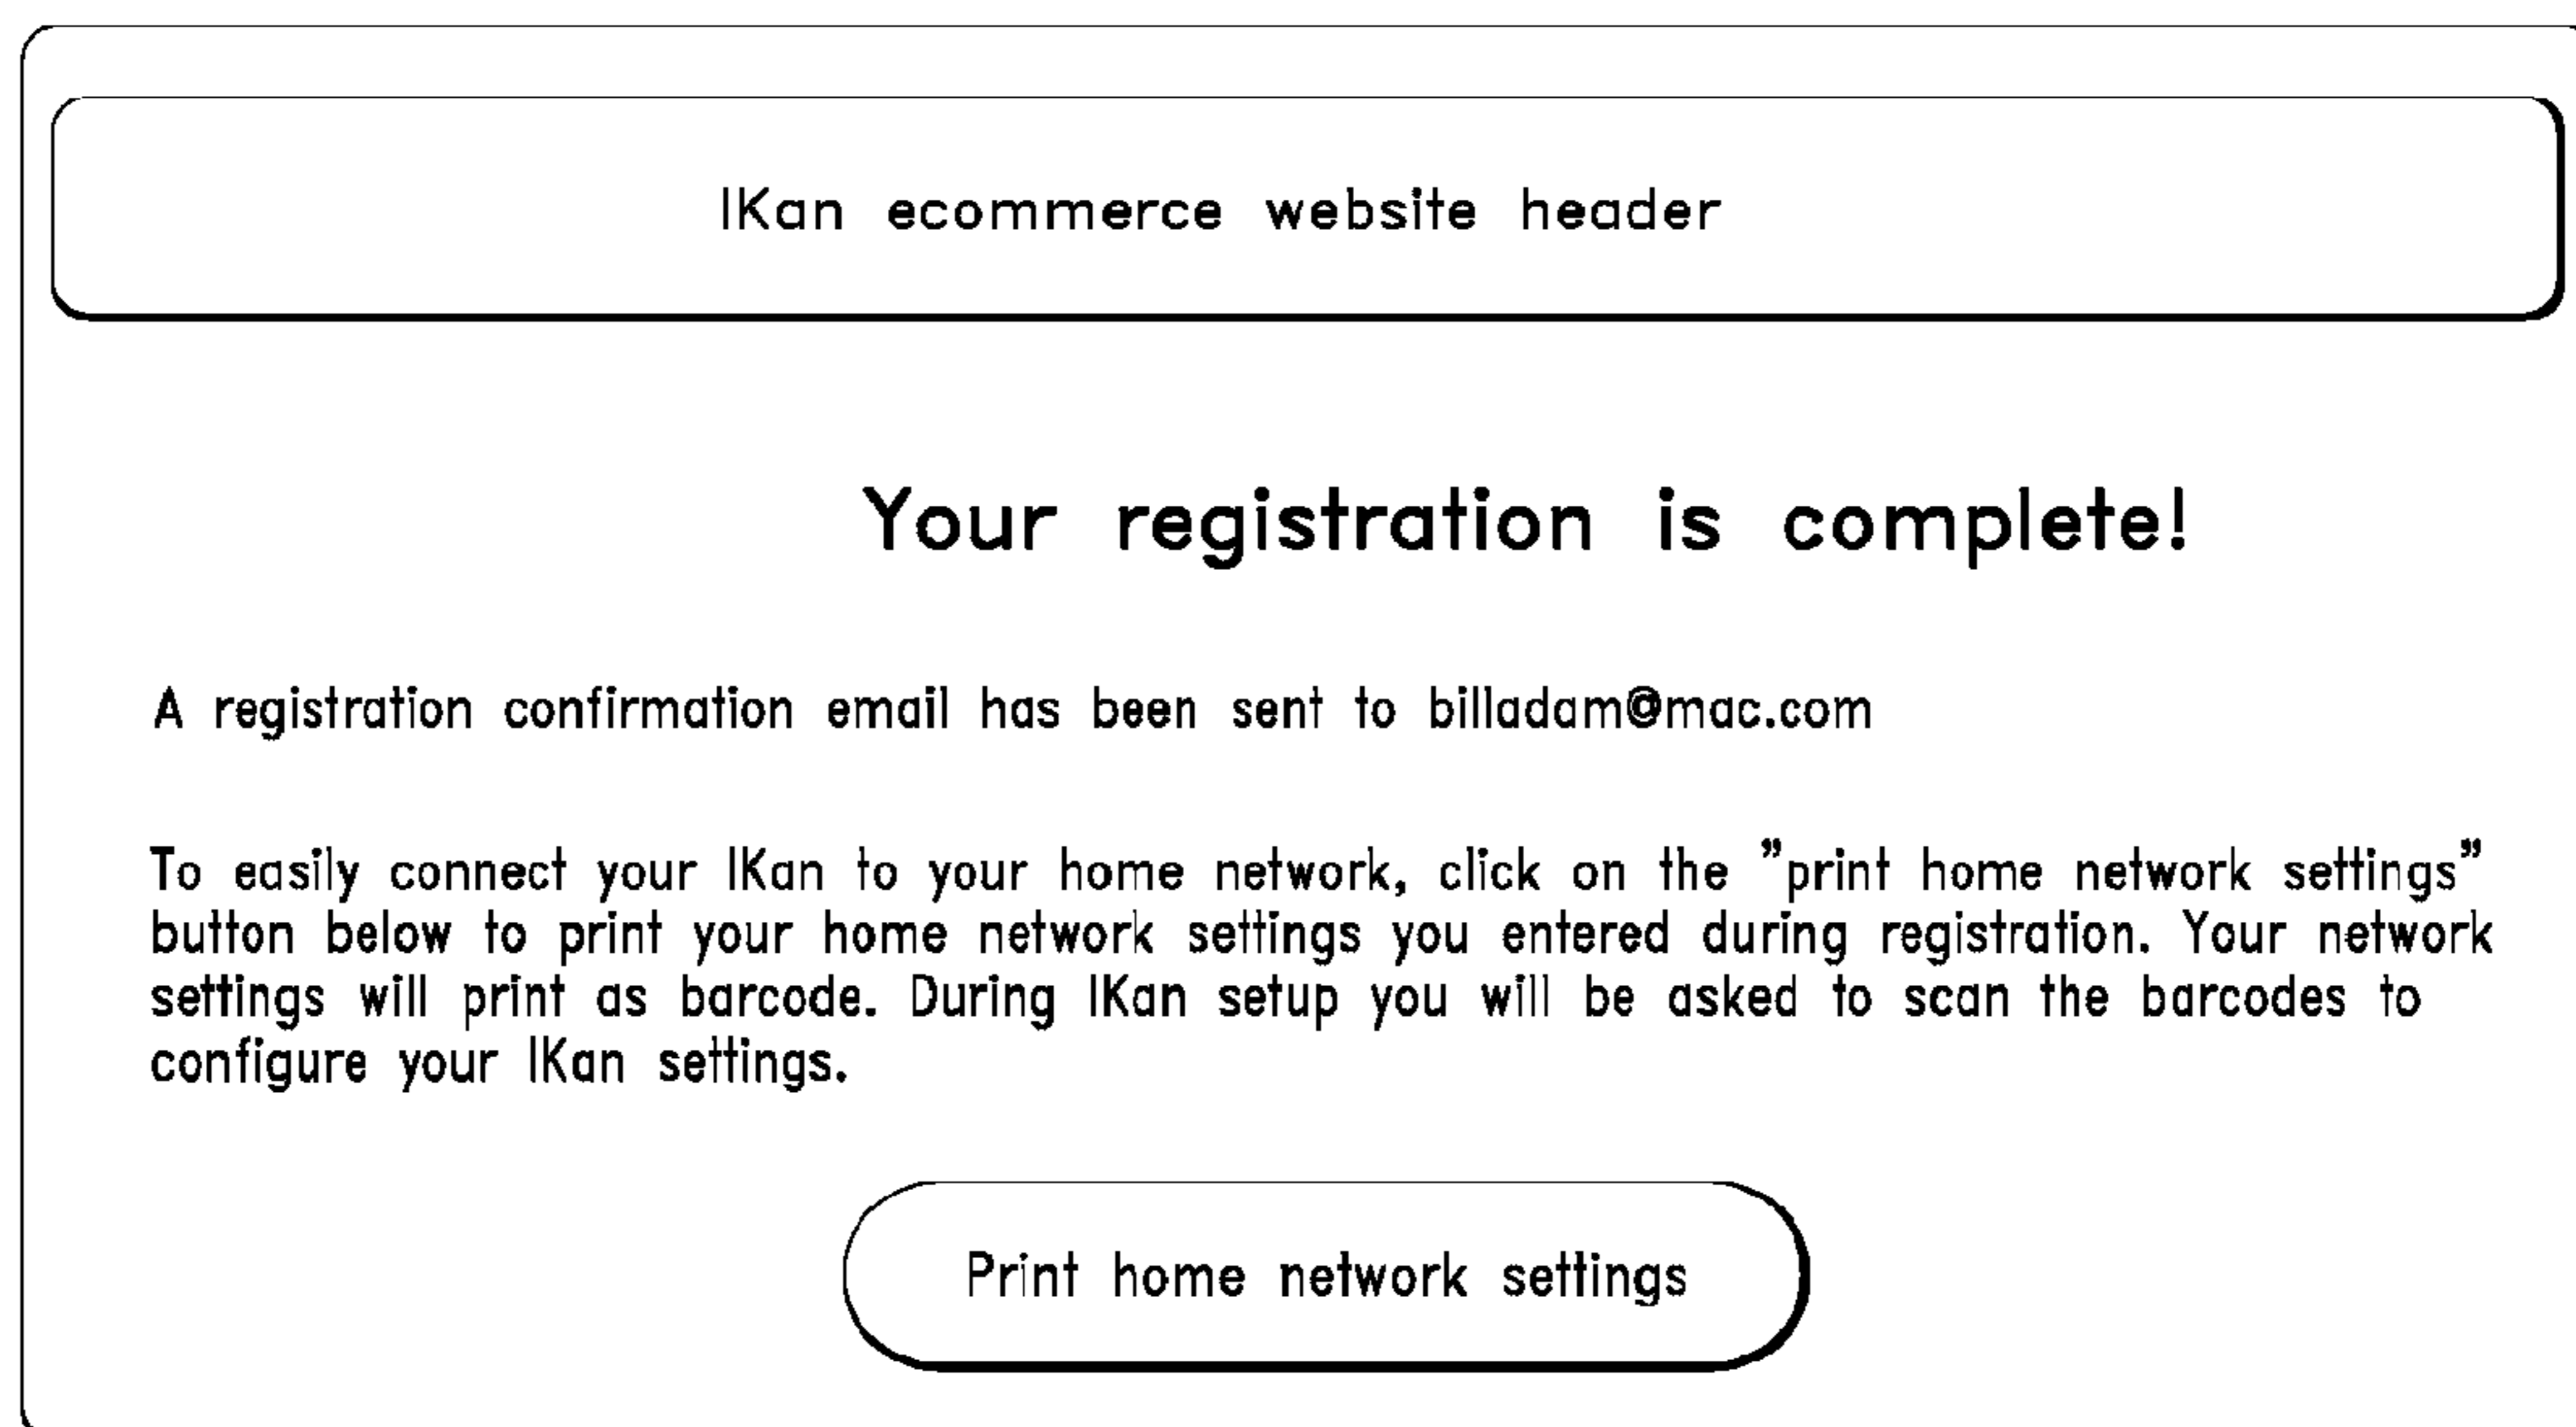 IKan ecommerce website header
Your registration is complete!
A registration confirmation email has been sent to billadam@mac.com
To easily connect your IKan to your home network, click on the ”print home network settings”
button below to print your home network settings you entered during registration. Your network
settings will print as barcode. During IKan setup you will be asked to scan the barcodes to
configure your IKan settings.
Print home network settings